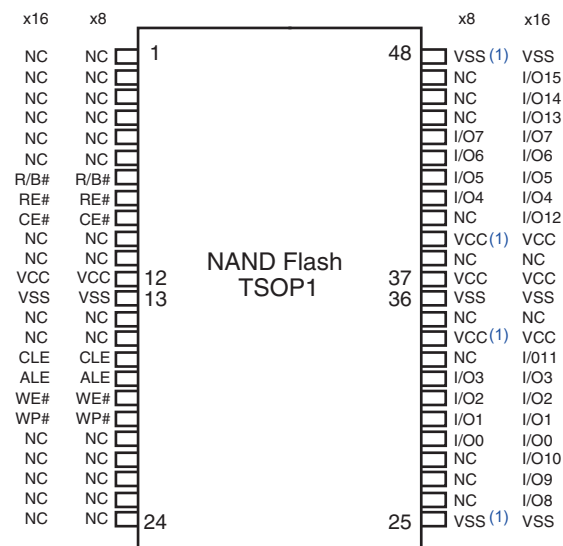 x16 x8 x8 x16
NC NC 1 48 VSS (1) VSS
NC NC NC I/O15
NC NC NC I/O14
NC NC NC I/O13
NC NC I/O7 I/O7
NC NC I/O6 I/O6
R/B# R/B# I/O5 I/O5
RE# RE# I/O4 I/O4
CE# CE# NC I/O12
NC NC VCC (1) VCC
NC NC NC NC
VCC VCC 12 37 VCC VCC
VSS VSS 13 36 VSS VSS
NC NC NC NC
NC NC VCC (1) VCC
CLE CLE NC I/011
ALE ALE I/O3 I/O3
WE# WE# I/O2 I/O2
WP# WP# I/O1 I/O1
NC NC I/O0 I/O0
NC NC NC I/O10
NC NC NC I/O9
NC NC NC I/O8
NC NC 24 25 VSS (1) VSS
NAND Flash
TSOP1